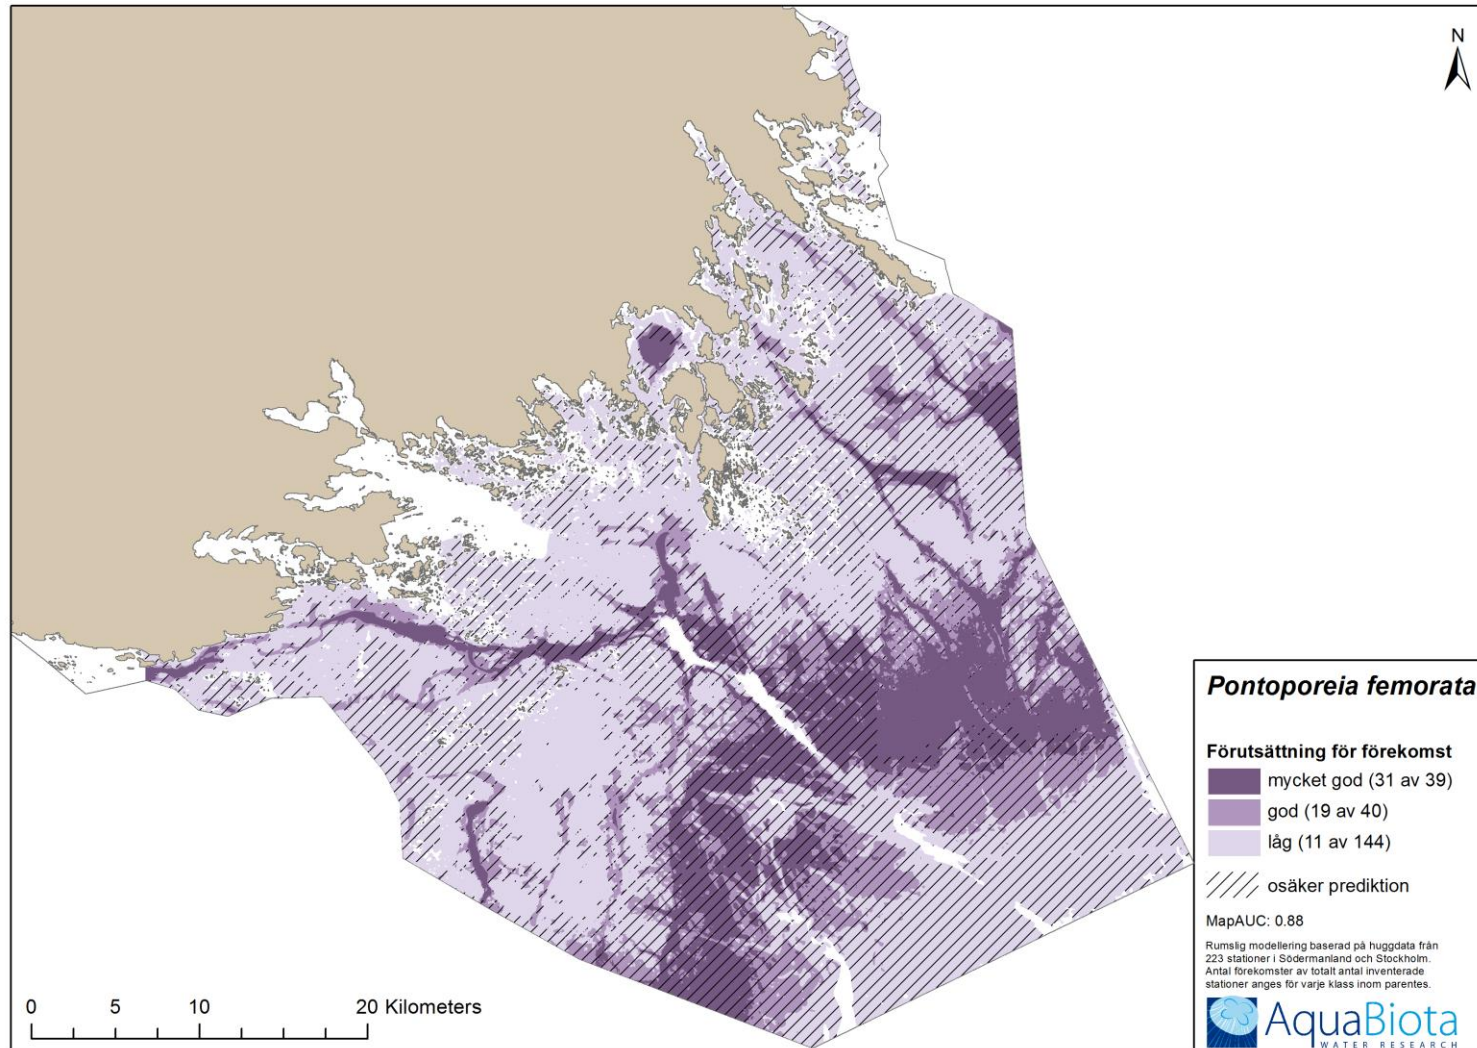 N
Pontoporeia femorata
Förutsättning för förekomst
mycket god (31 av 39)
god (19 av 40)
låg (11 av 144)
osäker prediktion
MapAUC: 0.88
Rumslig modellering baserad på huggdata från
223 stationer i Södermanland och Stockholm.
Antal förekomster av totalt antal inventerade
stationer anges för varje klass inom parentes.
AquaBiota
WATER RESEARCH
0 5 10 20 Kilometers